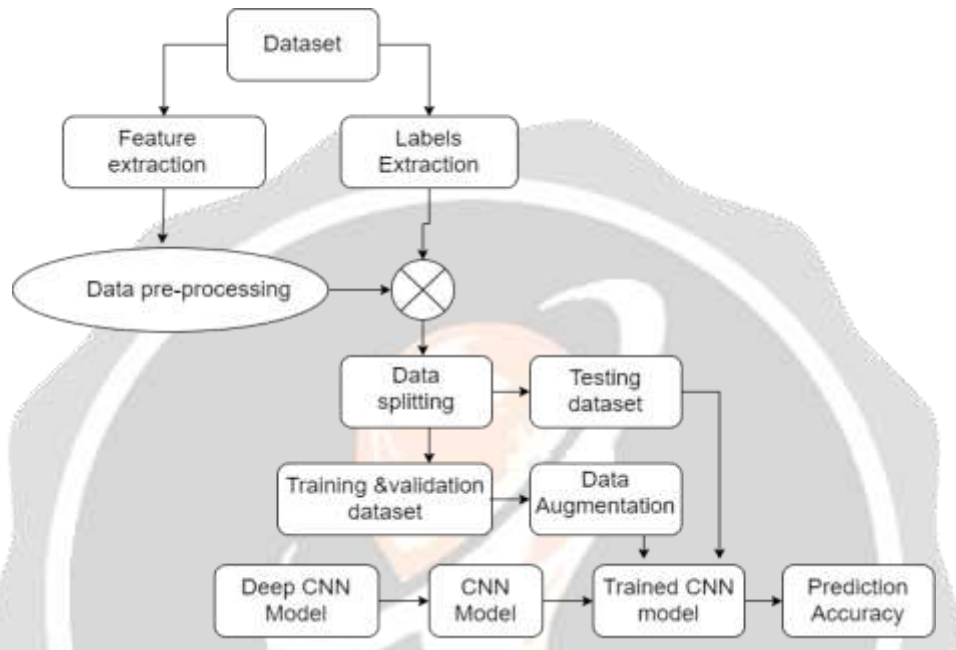 Dataset
Feature
extraction
Labels
Extraction
Data pre-processing
Data
splitting
Testing
dataset
Training &validation
dataset
Data
Augmentation
Deep CNN
Model
CNN
Model
Trained CNN
model
Prediction
Accuracy